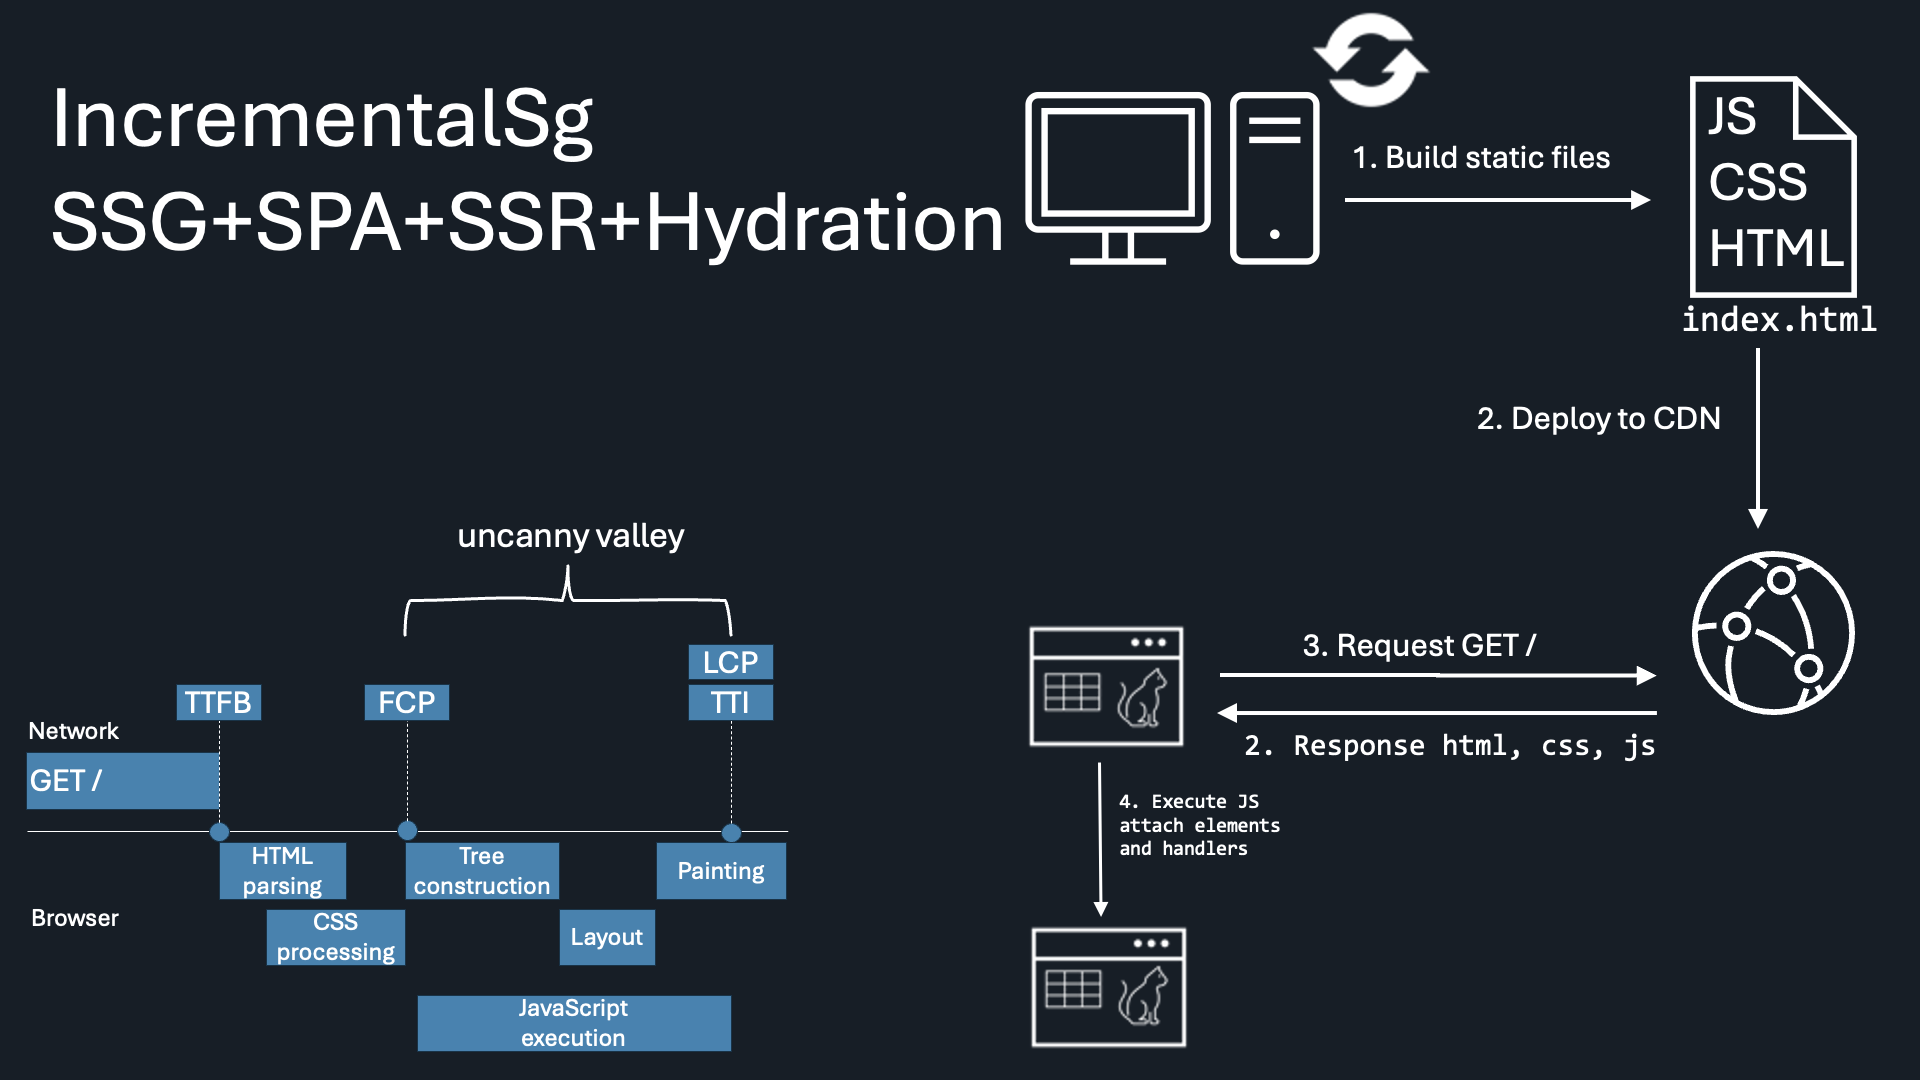 IncrementalSg
SSG+SPA+SSR+Hydration
1. Build static files
JS
CSS
HTML
index.html
2. Deploy to CDN
3. Request GET /
2. Response html, css, js
4. Execute JS
attach elements
and handlers
uncanny valley
LCP
TTFB
FCP
TTI
Network
GET /
HTML
parsing
Tree
construction
Painting
Browser
CSS
processing
Layout
JavaScript
execution